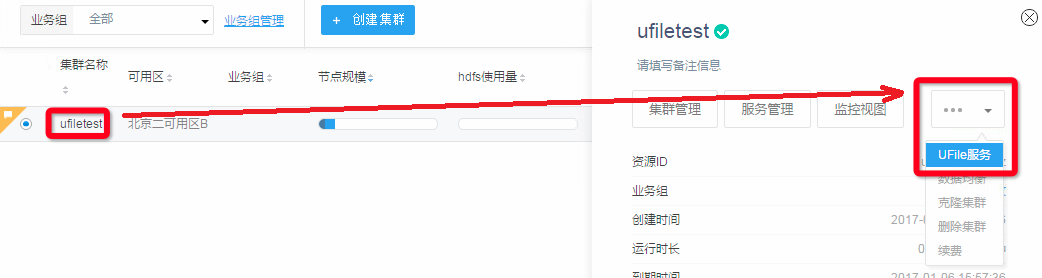 业务组 全部 业务组管理 + 创建集群
集群名称 可用区 业务组 节点规模 hdfs使用量
ufiletest 北京二可用区B
ufiletest
请填写备注信息
集群管理 服务管理 监控视图
UFile服务
数据均衡
克隆集群
删除集群
续费
资源ID
业务组
创建时间 2017-0
运行时长
到期时间 2017-01-06 15:57:36